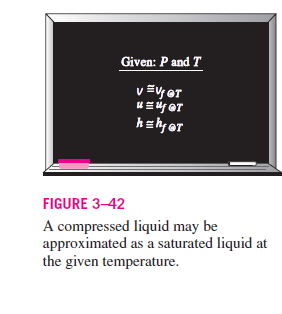 Given: P and T
v ≅ vf @T
u ≅ uf @T
h ≅ hf @T
FIGURE 3–42
A compressed liquid may be
approximated as a saturated liquid at
the given temperature.